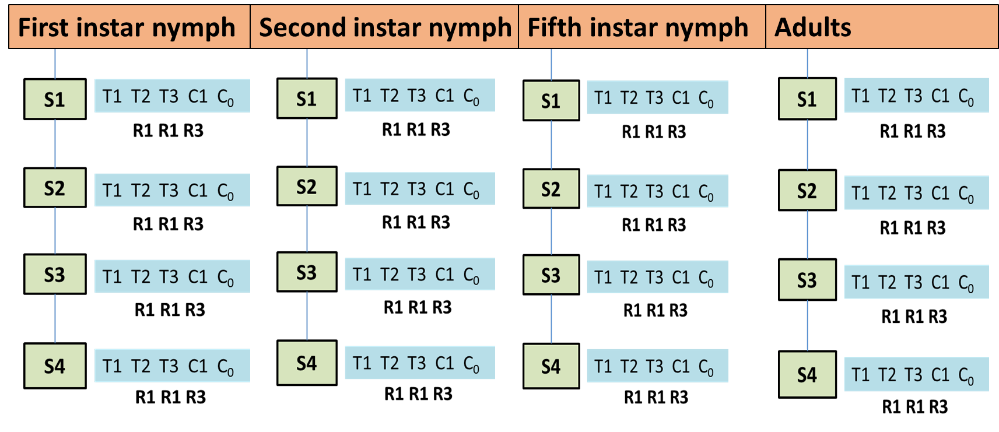 First instar nymph Second instar nymph Fifth instar nymph Adults
S1 T1 T2 T3 C1 C₀ S1 T1 T2 T3 C1 C₀ S1 T1 T2 T3 C1 C₀ S1 T1 T2 T3 C1 C₀
R1 R1 R3 R1 R1 R3 R1 R1 R3 R1 R1 R3
S2 T1 T2 T3 C1 C₀ S2 T1 T2 T3 C1 C₀ S2 T1 T2 T3 C1 C₀ S2 T1 T2 T3 C1 C₀
R1 R1 R3 R1 R1 R3 R1 R1 R3 R1 R1 R3
S3 T1 T2 T3 C1 C₀ S3 T1 T2 T3 C1 C₀ S3 T1 T2 T3 C1 C₀ S3 T1 T2 T3 C1 C₀
R1 R1 R3 R1 R1 R3 R1 R1 R3 R1 R1 R3
S4 T1 T2 T3 C1 C₀ S4 T1 T2 T3 C1 C₀ S4 T1 T2 T3 C1 C₀ S4 T1 T2 T3 C1 C₀
R1 R1 R3 R1 R1 R3 R1 R1 R3 R1 R1 R3